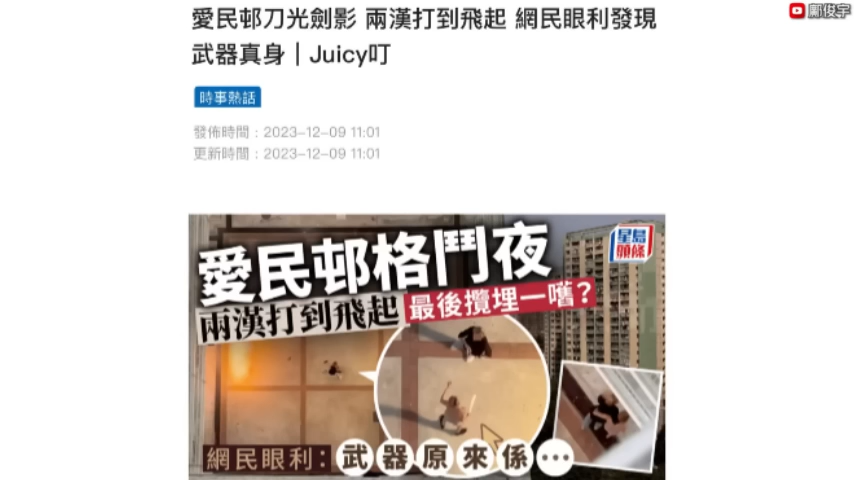 鄺俊宇
愛民邨刀光劍影 兩漢打到飛起 網民眼利發現
武器真身｜Juicy叮
時事熱話
發佈時間：2023-12-09 11:01
更新時間：2023-12-09 11:01
星島
頭條
愛民邨格鬥夜
兩漢打到飛起
最後攬埋一嚿？
網民眼利：武器原來係…